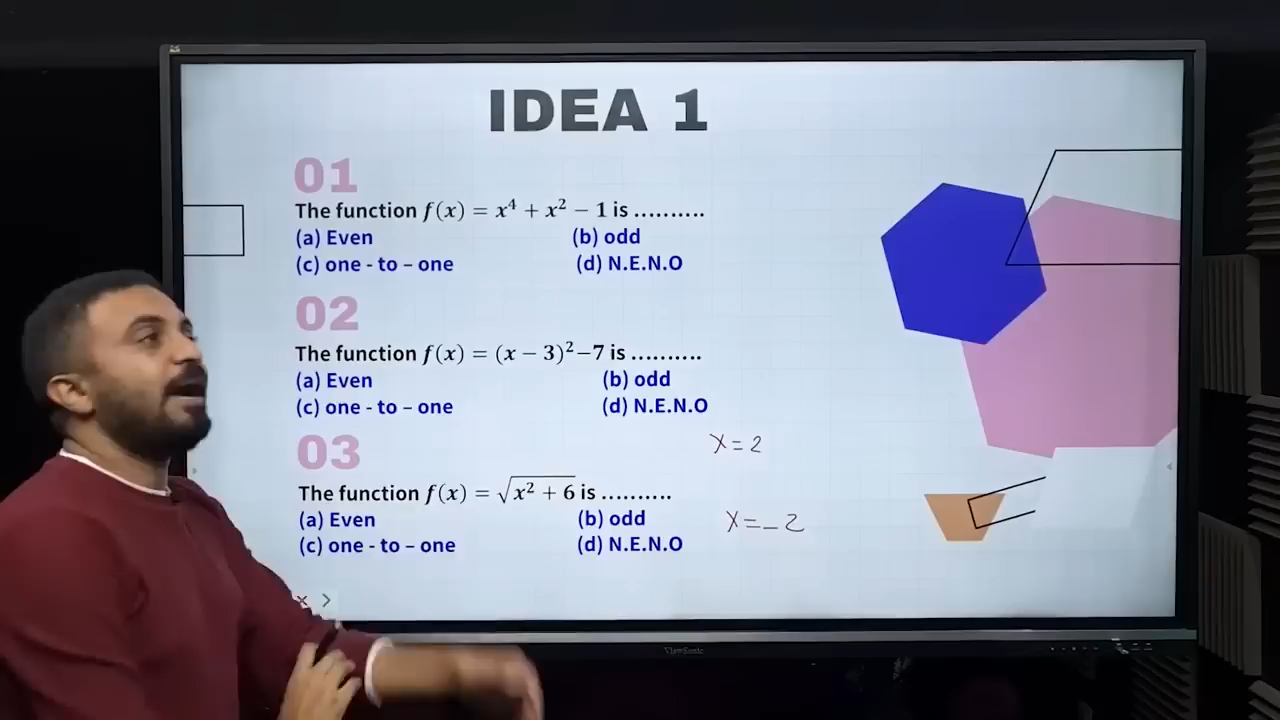 IDEA 1
01
The function f(x) = x⁴ + x² − 1 is ..........
(a) Even (b) odd
(c) one - to – one (d) N.E.N.O
02
The function f(x) = (x − 3)²−7 is ..........
(a) Even (b) odd
(c) one - to – one (d) N.E.N.O
x = 2
03
The function f(x) = √(x² + 6) is ..........
(a) Even (b) odd
x = – 2
(c) one - to – one (d) N.E.N.O
ViewSonic